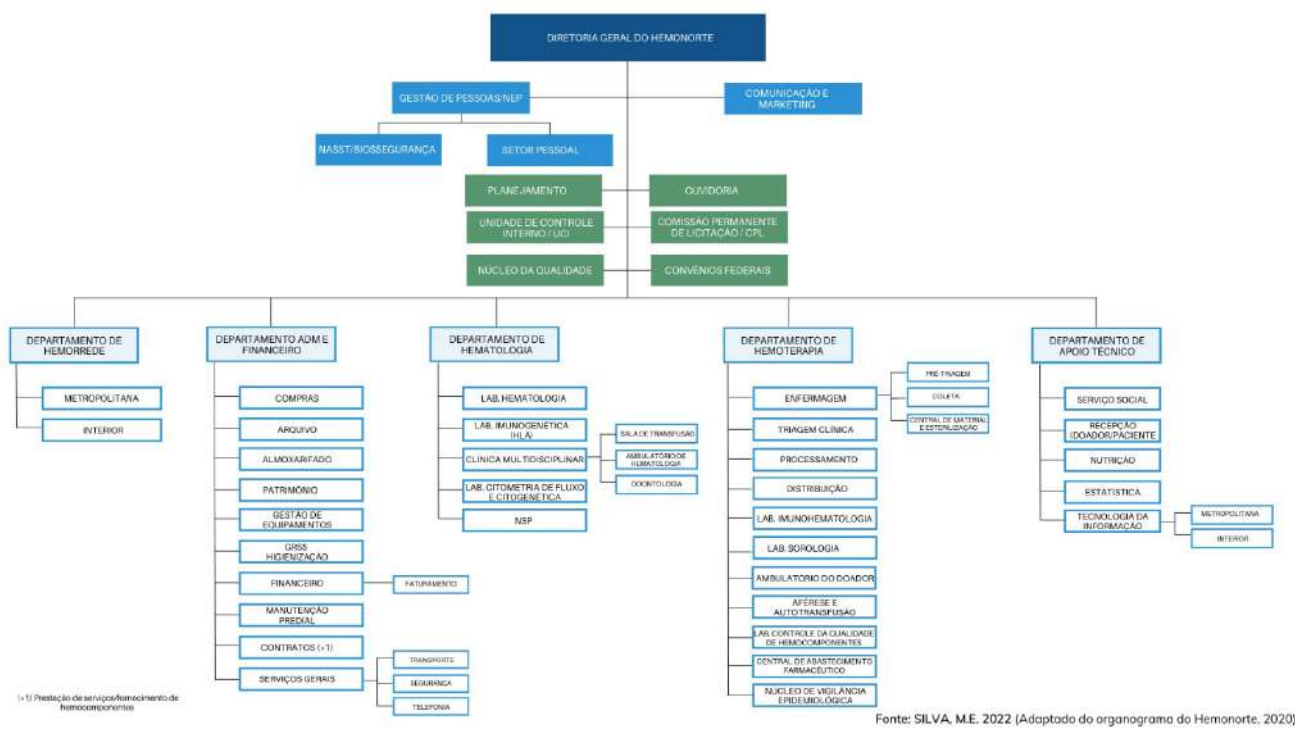 DIRETORIA GERAL DO HEMONORTE
GESTÃO DE PESSOAS/NEP
COMUNICAÇÃO E
MARKETING
NASST/BIOSSEGURANÇA
SETOR PESSOAL
PLANEJAMENTO
OUVIDORIA
UNIDADE DE CONTROLE
INTERNO / UCI
COMISSÃO PERMANENTE
DE LICITAÇÃO / CPL
NÚCLEO DA QUALIDADE
CONVÊNIOS FEDERAIS
DEPARTAMENTO DE
HEMORREDE
METROPOLITANA
INTERIOR
DEPARTAMENTO ADM E
FINANCEIRO
COMPRAS
ARQUIVO
ALMOXARIFADO
PATRIMÔNIO
GESTÃO DE
EQUIPAMENTOS
GRSS
HIGIENIZAÇÃO
FINANCEIRO
FATURAMENTO
MANUTENÇÃO
PREDIAL
CONTRATOS (*1)
SERVIÇOS GERAIS
TRANSPORTE
SEGURANÇA
TELEFONIA
DEPARTAMENTO DE
HEMATOLOGIA
LAB. HEMATOLOGIA
LAB. IMUNOGENÉTICA
(HLA)
CLÍNICA MULTIDISCIPLINAR
SALA DE TRANSFUSÃO
AMBULATÓRIO DE
HEMATOLOGIA
ODONTOLOGIA
LAB. CITOMETRIA DE FLUXO
E CITOGENÉTICA
NSP
DEPARTAMENTO DE
HEMOTERAPIA
ENFERMAGEM
PRÉ-TRIAGEM
COLETA
CENTRAL DE MATERIAL
E ESTERILIZAÇÃO
TRIAGEM CLÍNICA
PROCESSAMENTO
DISTRIBUIÇÃO
LAB. IMUNOHEMATOLOGIA
LAB. SOROLOGIA
AMBULATÓRIO DO DOADOR
AFÉRESE E
AUTOTRANSFUSÃO
LAB. CONTROLE DA QUALIDADE
DE HEMOCOMPONENTES
CENTRAL DE ABASTECIMENTO
FARMACÊUTICO
NÚCLEO DE VIGILÂNCIA
EPIDEMIOLÓGICA
DEPARTAMENTO DE
APOIO TÉCNICO
SERVIÇO SOCIAL
RECEPÇÃO
(DOADOR/PACIENTE
NUTRIÇÃO
ESTATÍSTICA
TECNOLOGIA DA
INFORMAÇÃO
METROPOLITANA
INTERIOR
(*1) Prestação de serviços/fornecimento de
hemocomponentes
Fonte: SILVA, M.E. 2022 (Adaptado do organograma do Hemonorte, 2020)